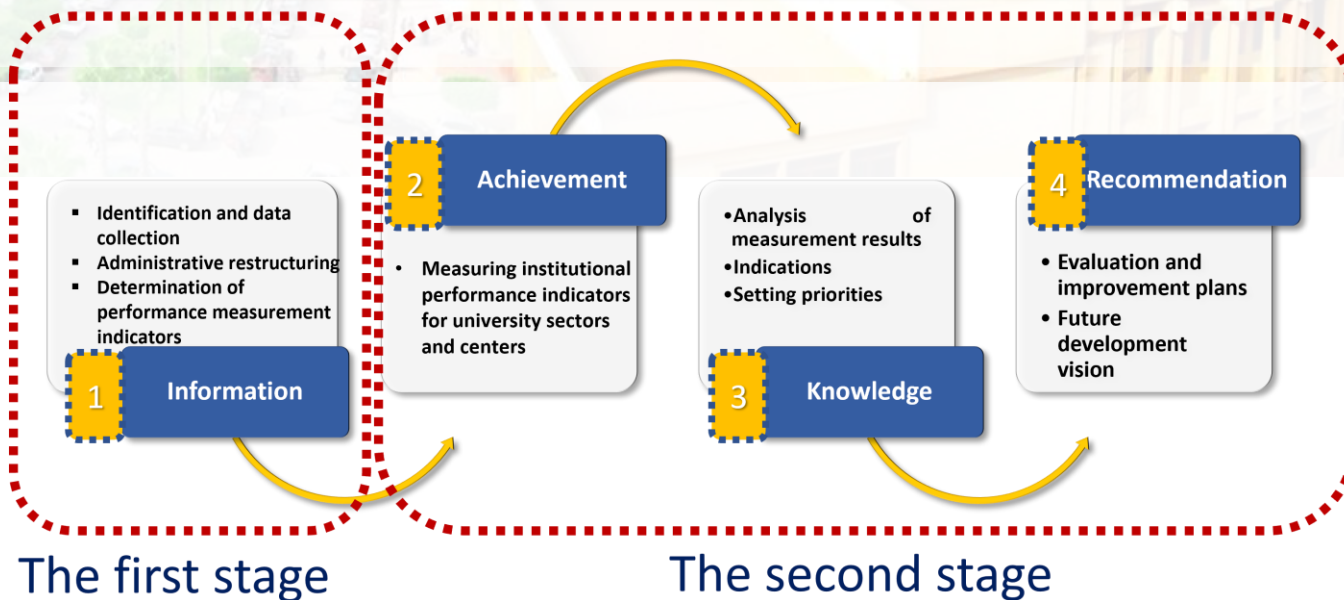 ▪ Identification and data
collection
▪ Administrative restructuring
▪ Determination of
performance measurement
indicators
1
Information
2
Achievement
• Measuring institutional
performance indicators
for university sectors
and centers
•Analysis of
measurement results
•Indications
•Setting priorities
3
Knowledge
4
Recommendation
• Evaluation and
improvement plans
• Future
development
vision
The first stage
The second stage